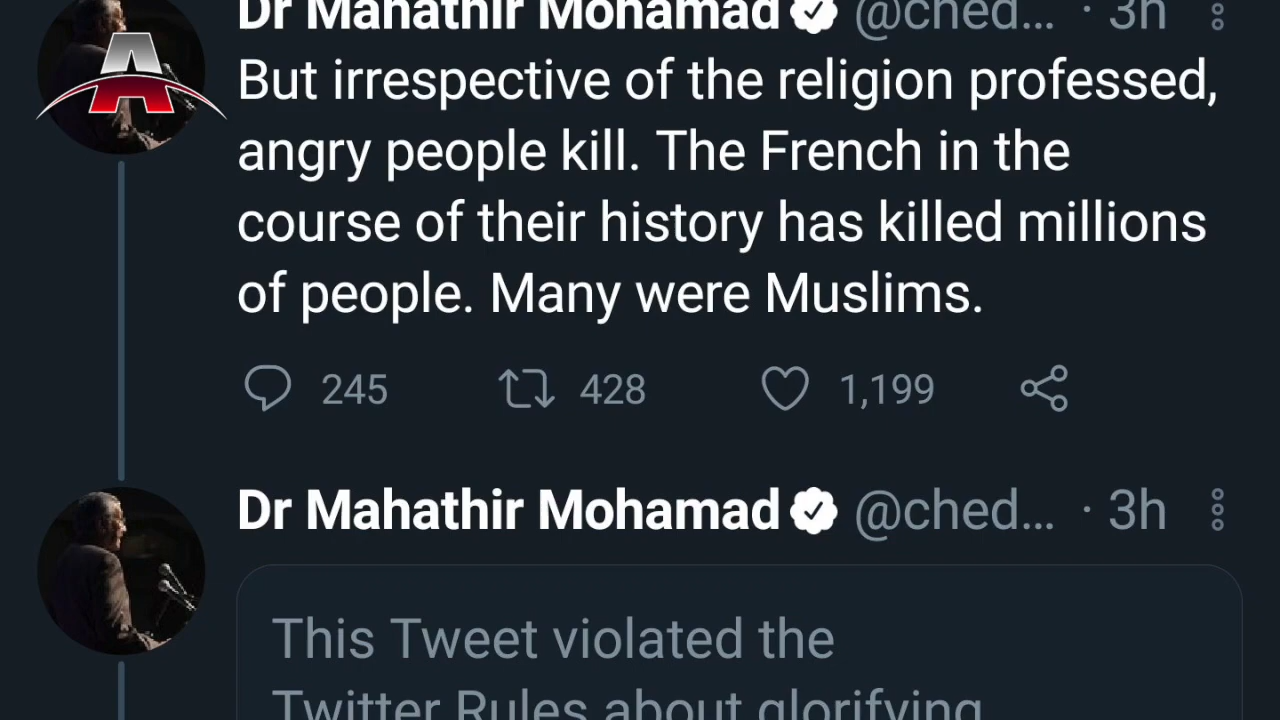 Dr Mahathir Mohamad @ched... · 3h
But irrespective of the religion professed,
angry people kill. The French in the
course of their history has killed millions
of people. Many were Muslims.
245 428 1,199
Dr Mahathir Mohamad @ched... · 3h
This Tweet violated the
Twitter Rules about glorifying
A